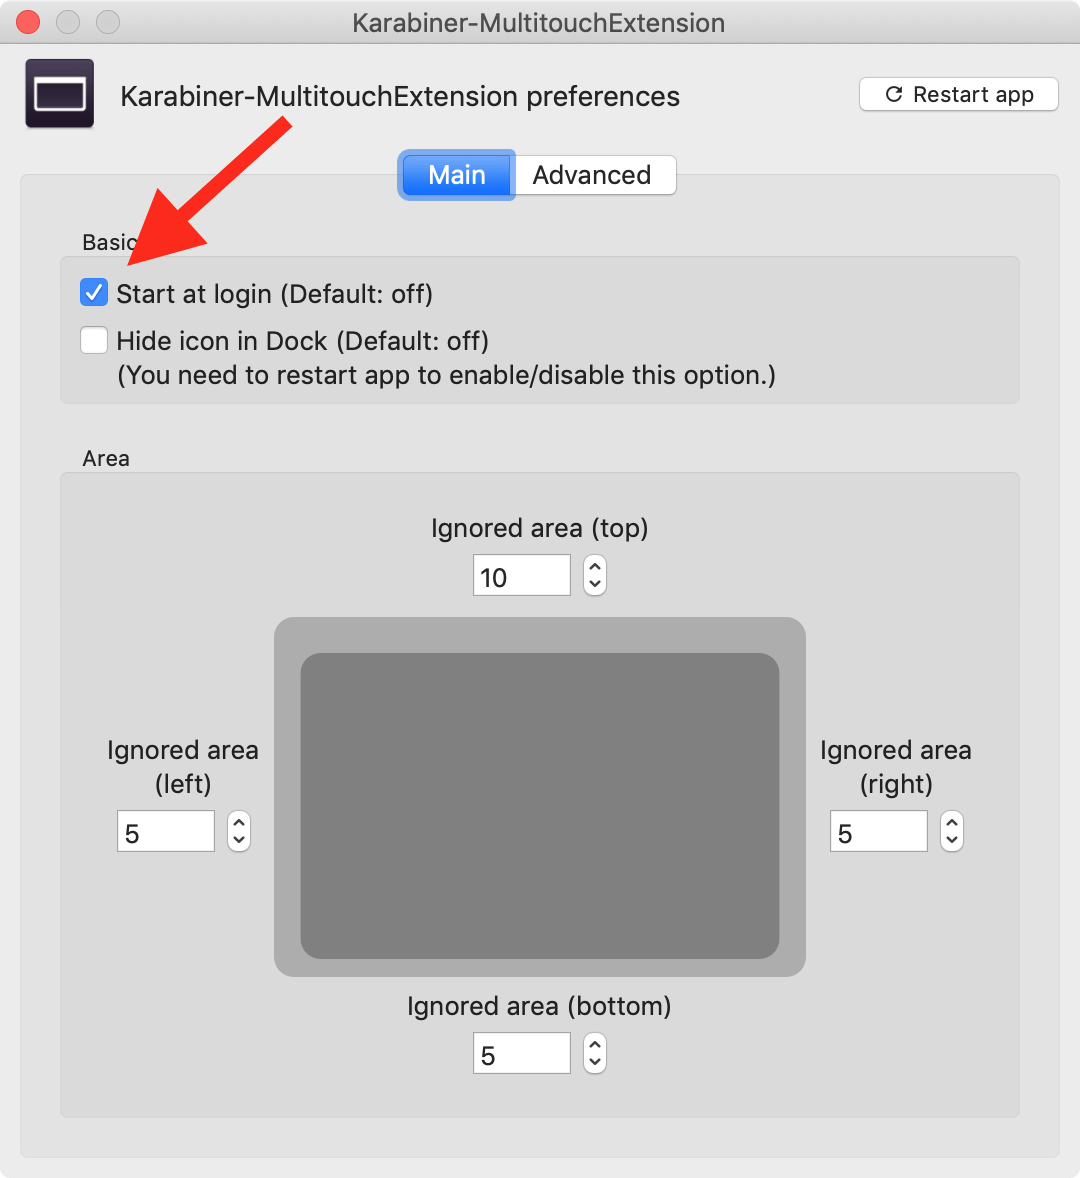 Karabiner-MultitouchExtension
Karabiner-MultitouchExtension preferences
Restart app
Main
Advanced
Basic
Start at login (Default: off)
Hide icon in Dock (Default: off)
(You need to restart app to enable/disable this option.)
Area
Ignored area (top)
10
Ignored area
(left)
5
Ignored area
(right)
5
Ignored area (bottom)
5